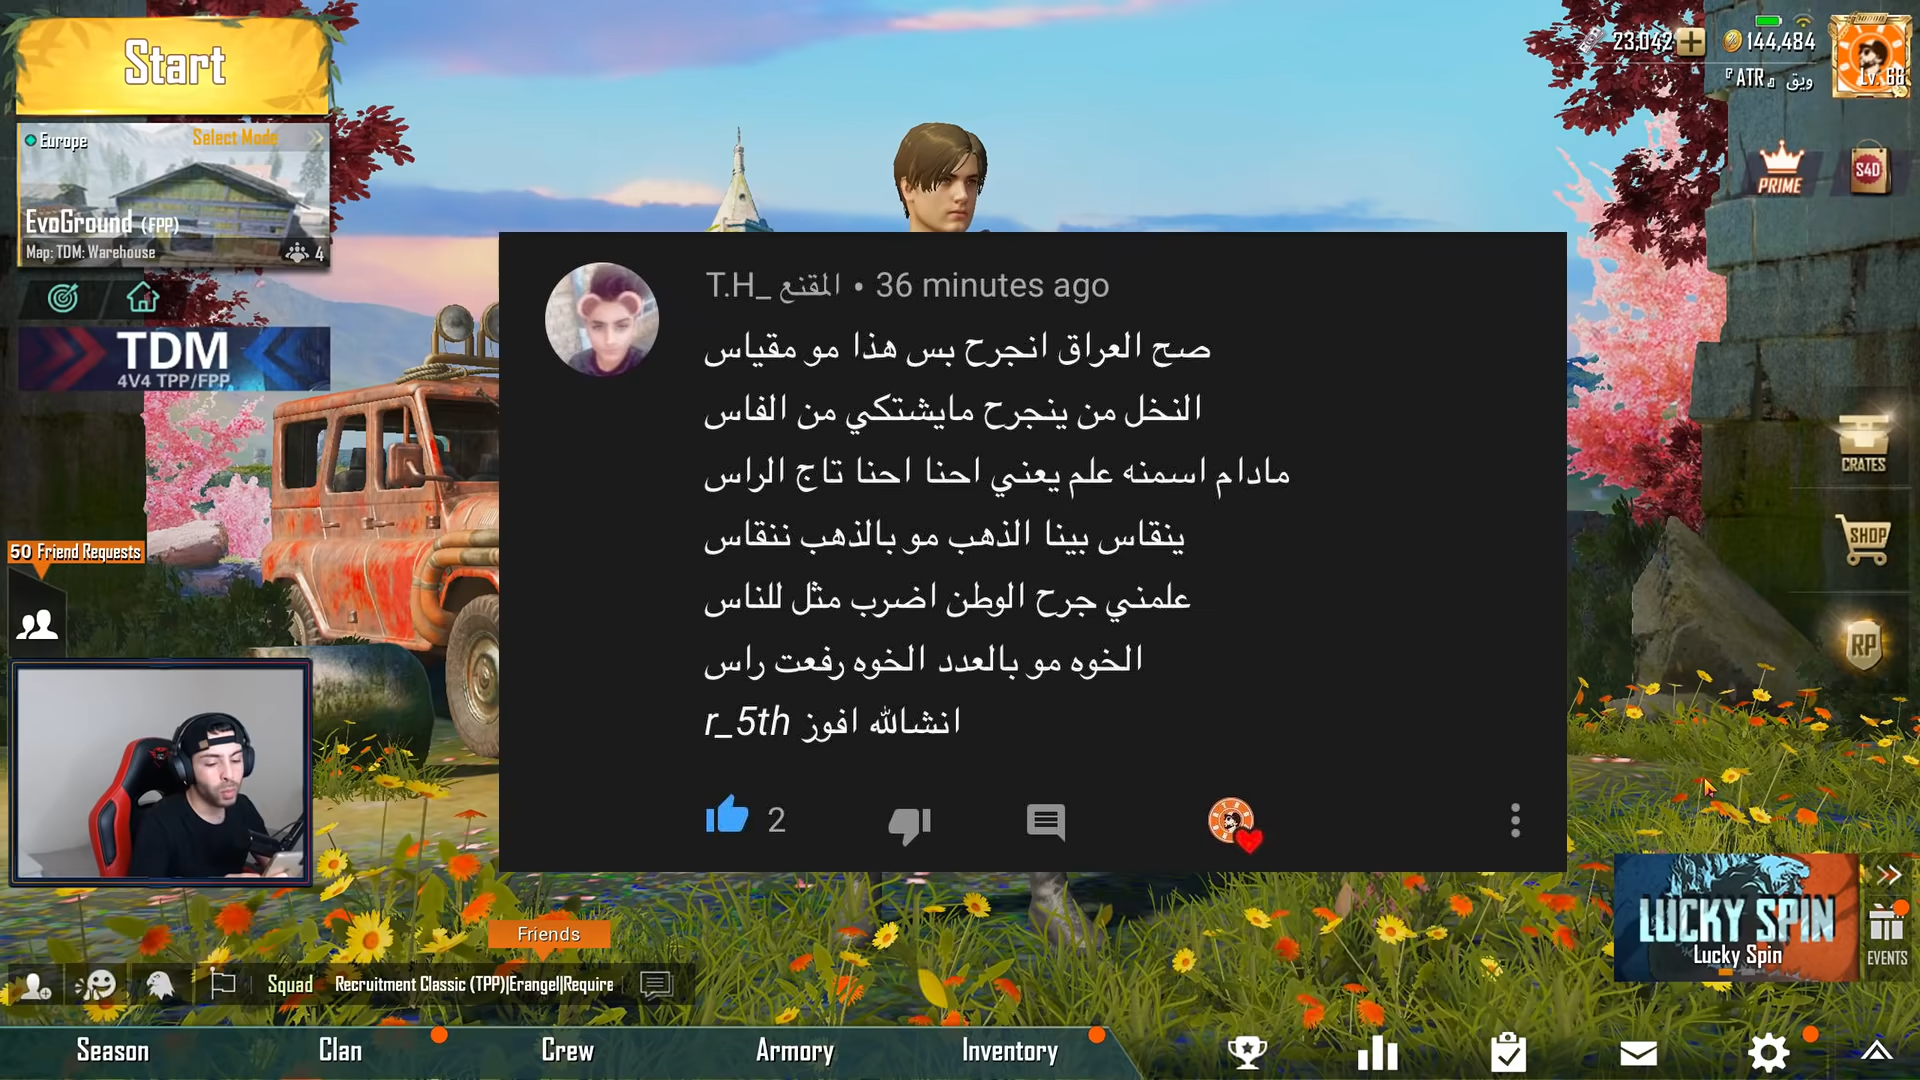 Start
Europe
Select Mode
EvoGround (FPP)
Map: TDM: Warehouse
4
TDM
4V4 TPP/FPP
50 Friend Requests
23,042
144,484
『ATR』ويق
Lv. 68
PRIME
S4D
CRATES
SHOP
RP
T.H_ المقنع • 36 minutes ago
صح العراق انجرح بس هذا مو مقياس
النخل من ينجرح مايشتكي من الفاس
مادام اسمنه علم يعني احنا احنا تاج الراس
ينقاس بينا الذهب مو بالذهب ننقاس
علمني جرح الوطن اضرب مثل للناس
الخوه مو بالعدد الخوه رفعت راس
انشالله افوز r_5th
2
LUCKY SPIN
Lucky Spin
EVENTS
Friends
Squad
Recruitment Classic (TPP)|Erangel|Require
Season
Clan
Crew
Armory
Inventory